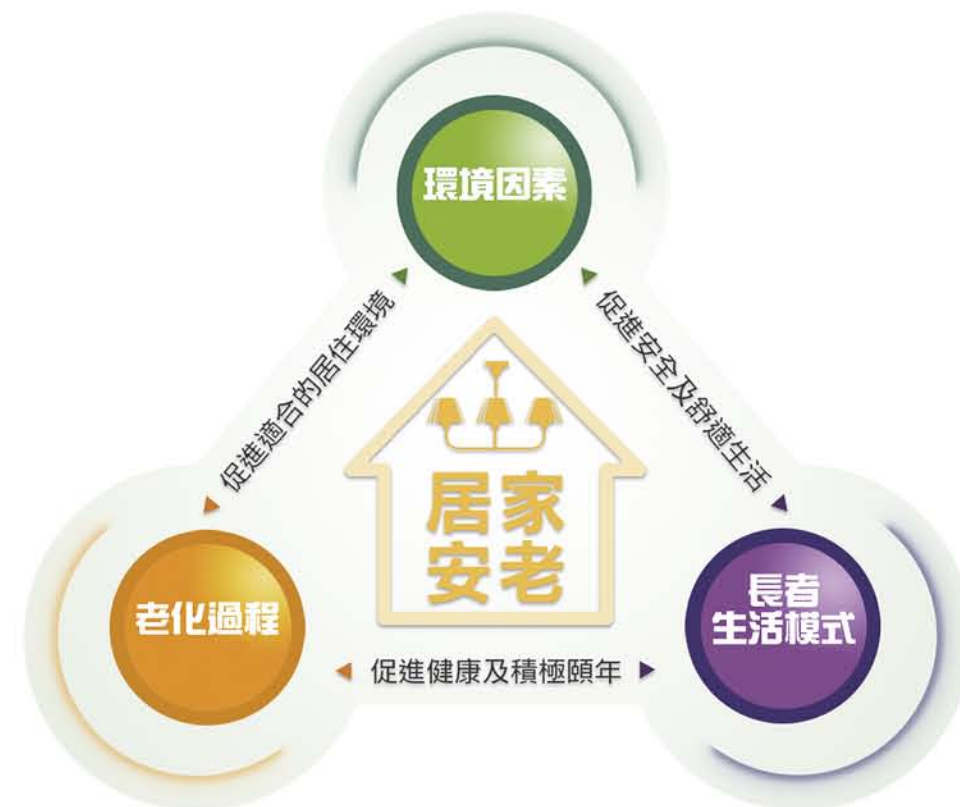 環境因素
促進適合的居住環境
促進安全及舒適生活
居家
安老
老化過程
長者
生活模式
促進健康及積極頤年